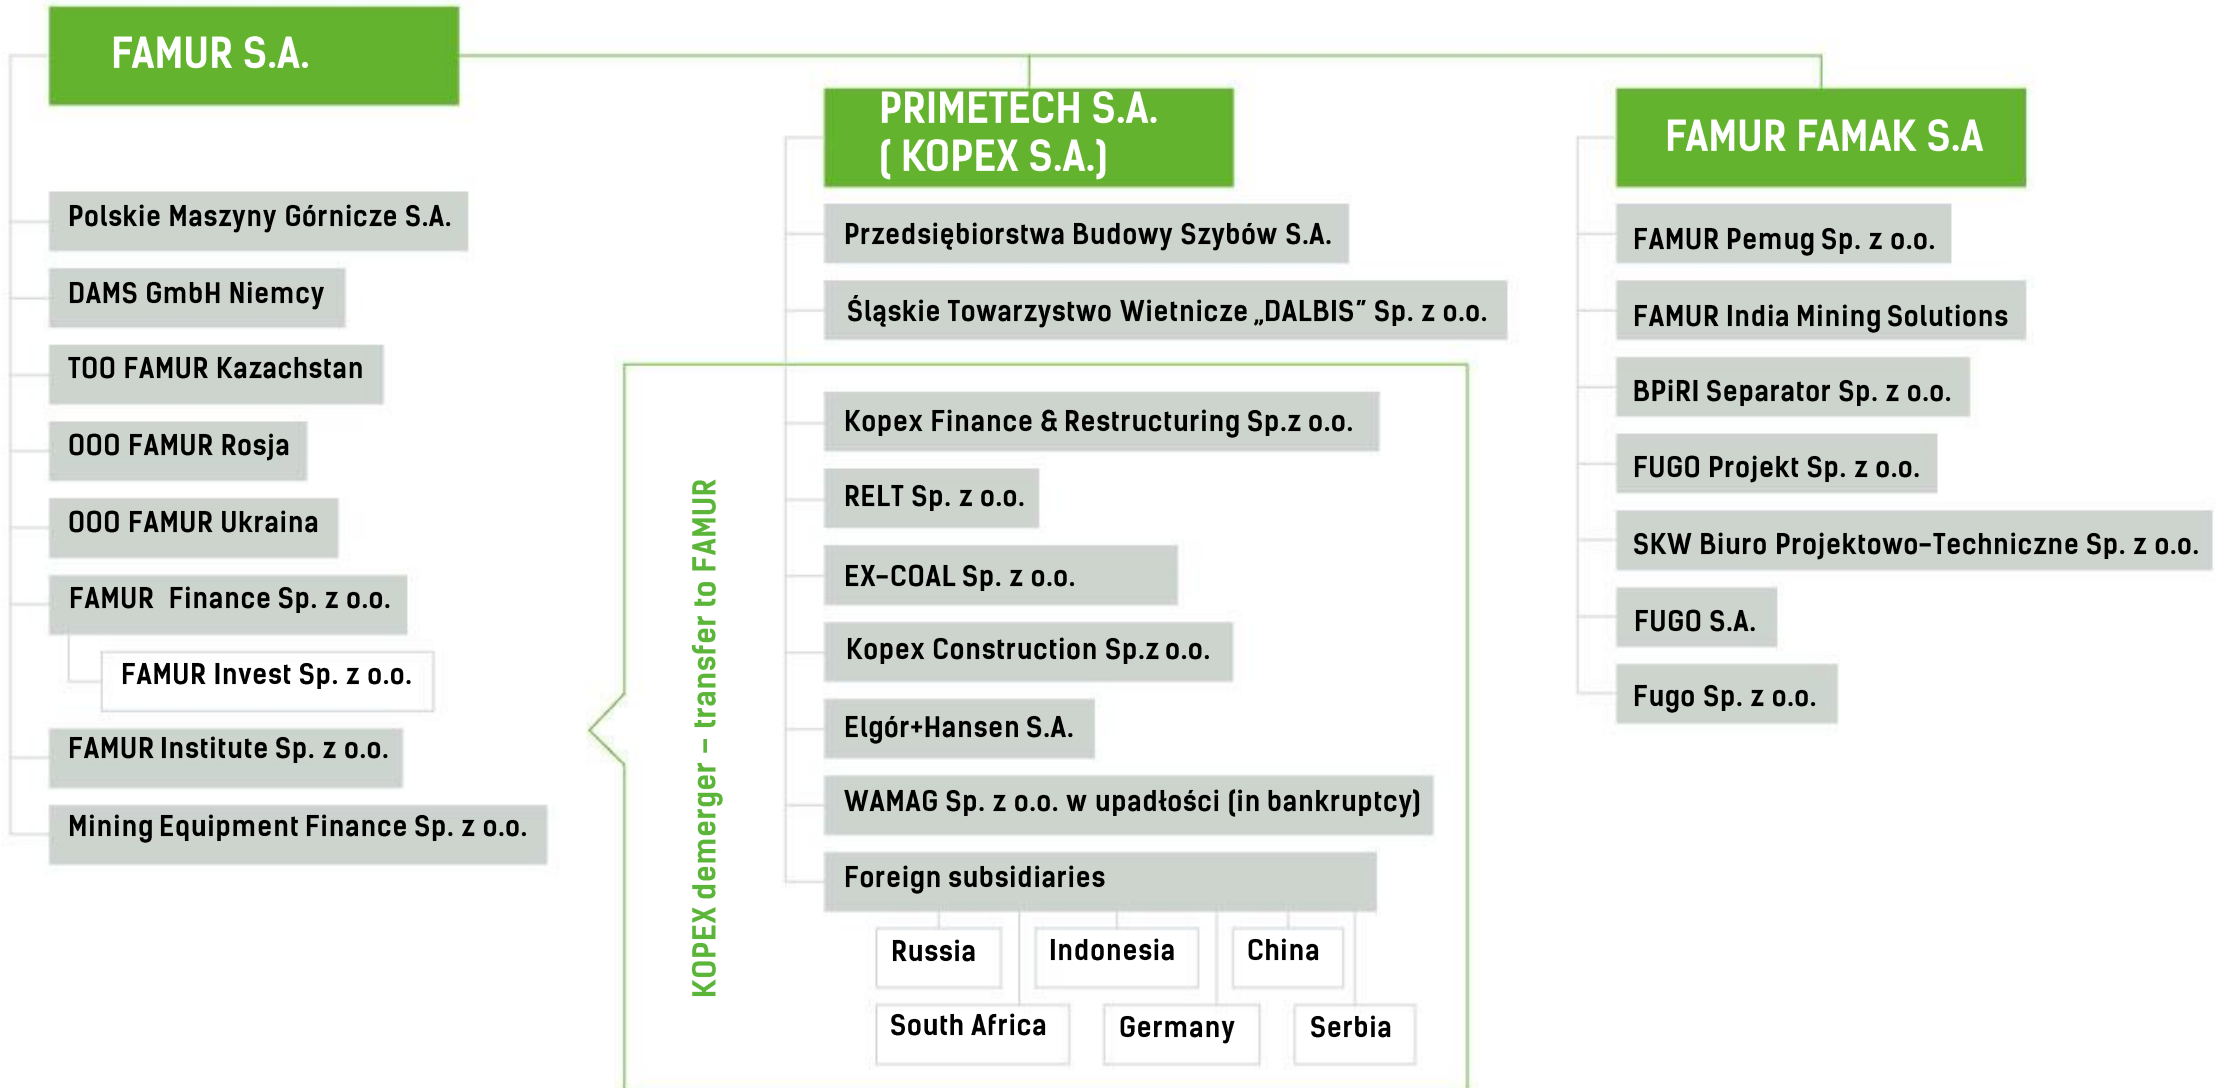 FAMUR S.A.
Polskie Maszyny Górnicze S.A.
DAMS GmbH Niemcy
TOO FAMUR Kazachstan
OOO FAMUR Rosja
OOO FAMUR Ukraina
FAMUR Finance Sp. z o.o.
FAMUR Invest Sp. z o.o.
FAMUR Institute Sp. z o.o.
Mining Equipment Finance Sp. z o.o.
KOPEX demerger – transfer to FAMUR
PRIMETECH S.A.
( KOPEX S.A.)
Przedsiębiorstwa Budowy Szybów S.A.
Śląskie Towarzystwo Wietnicze „DALBIS” Sp. z o.o.
Kopex Finance & Restructuring Sp.z o.o.
RELT Sp. z o.o.
EX-COAL Sp. z o.o.
Kopex Construction Sp.z o.o.
Elgór+Hansen S.A.
WAMAG Sp. z o.o. w upadłości (in bankruptcy)
Foreign subsidiaries
Russia
Indonesia
China
South Africa
Germany
Serbia
FAMUR FAMAK S.A
FAMUR Pemug Sp. z o.o.
FAMUR India Mining Solutions
BPiRI Separator Sp. z o.o.
FUGO Projekt Sp. z o.o.
SKW Biuro Projektowo-Techniczne Sp. z o.o.
FUGO S.A.
Fugo Sp. z o.o.